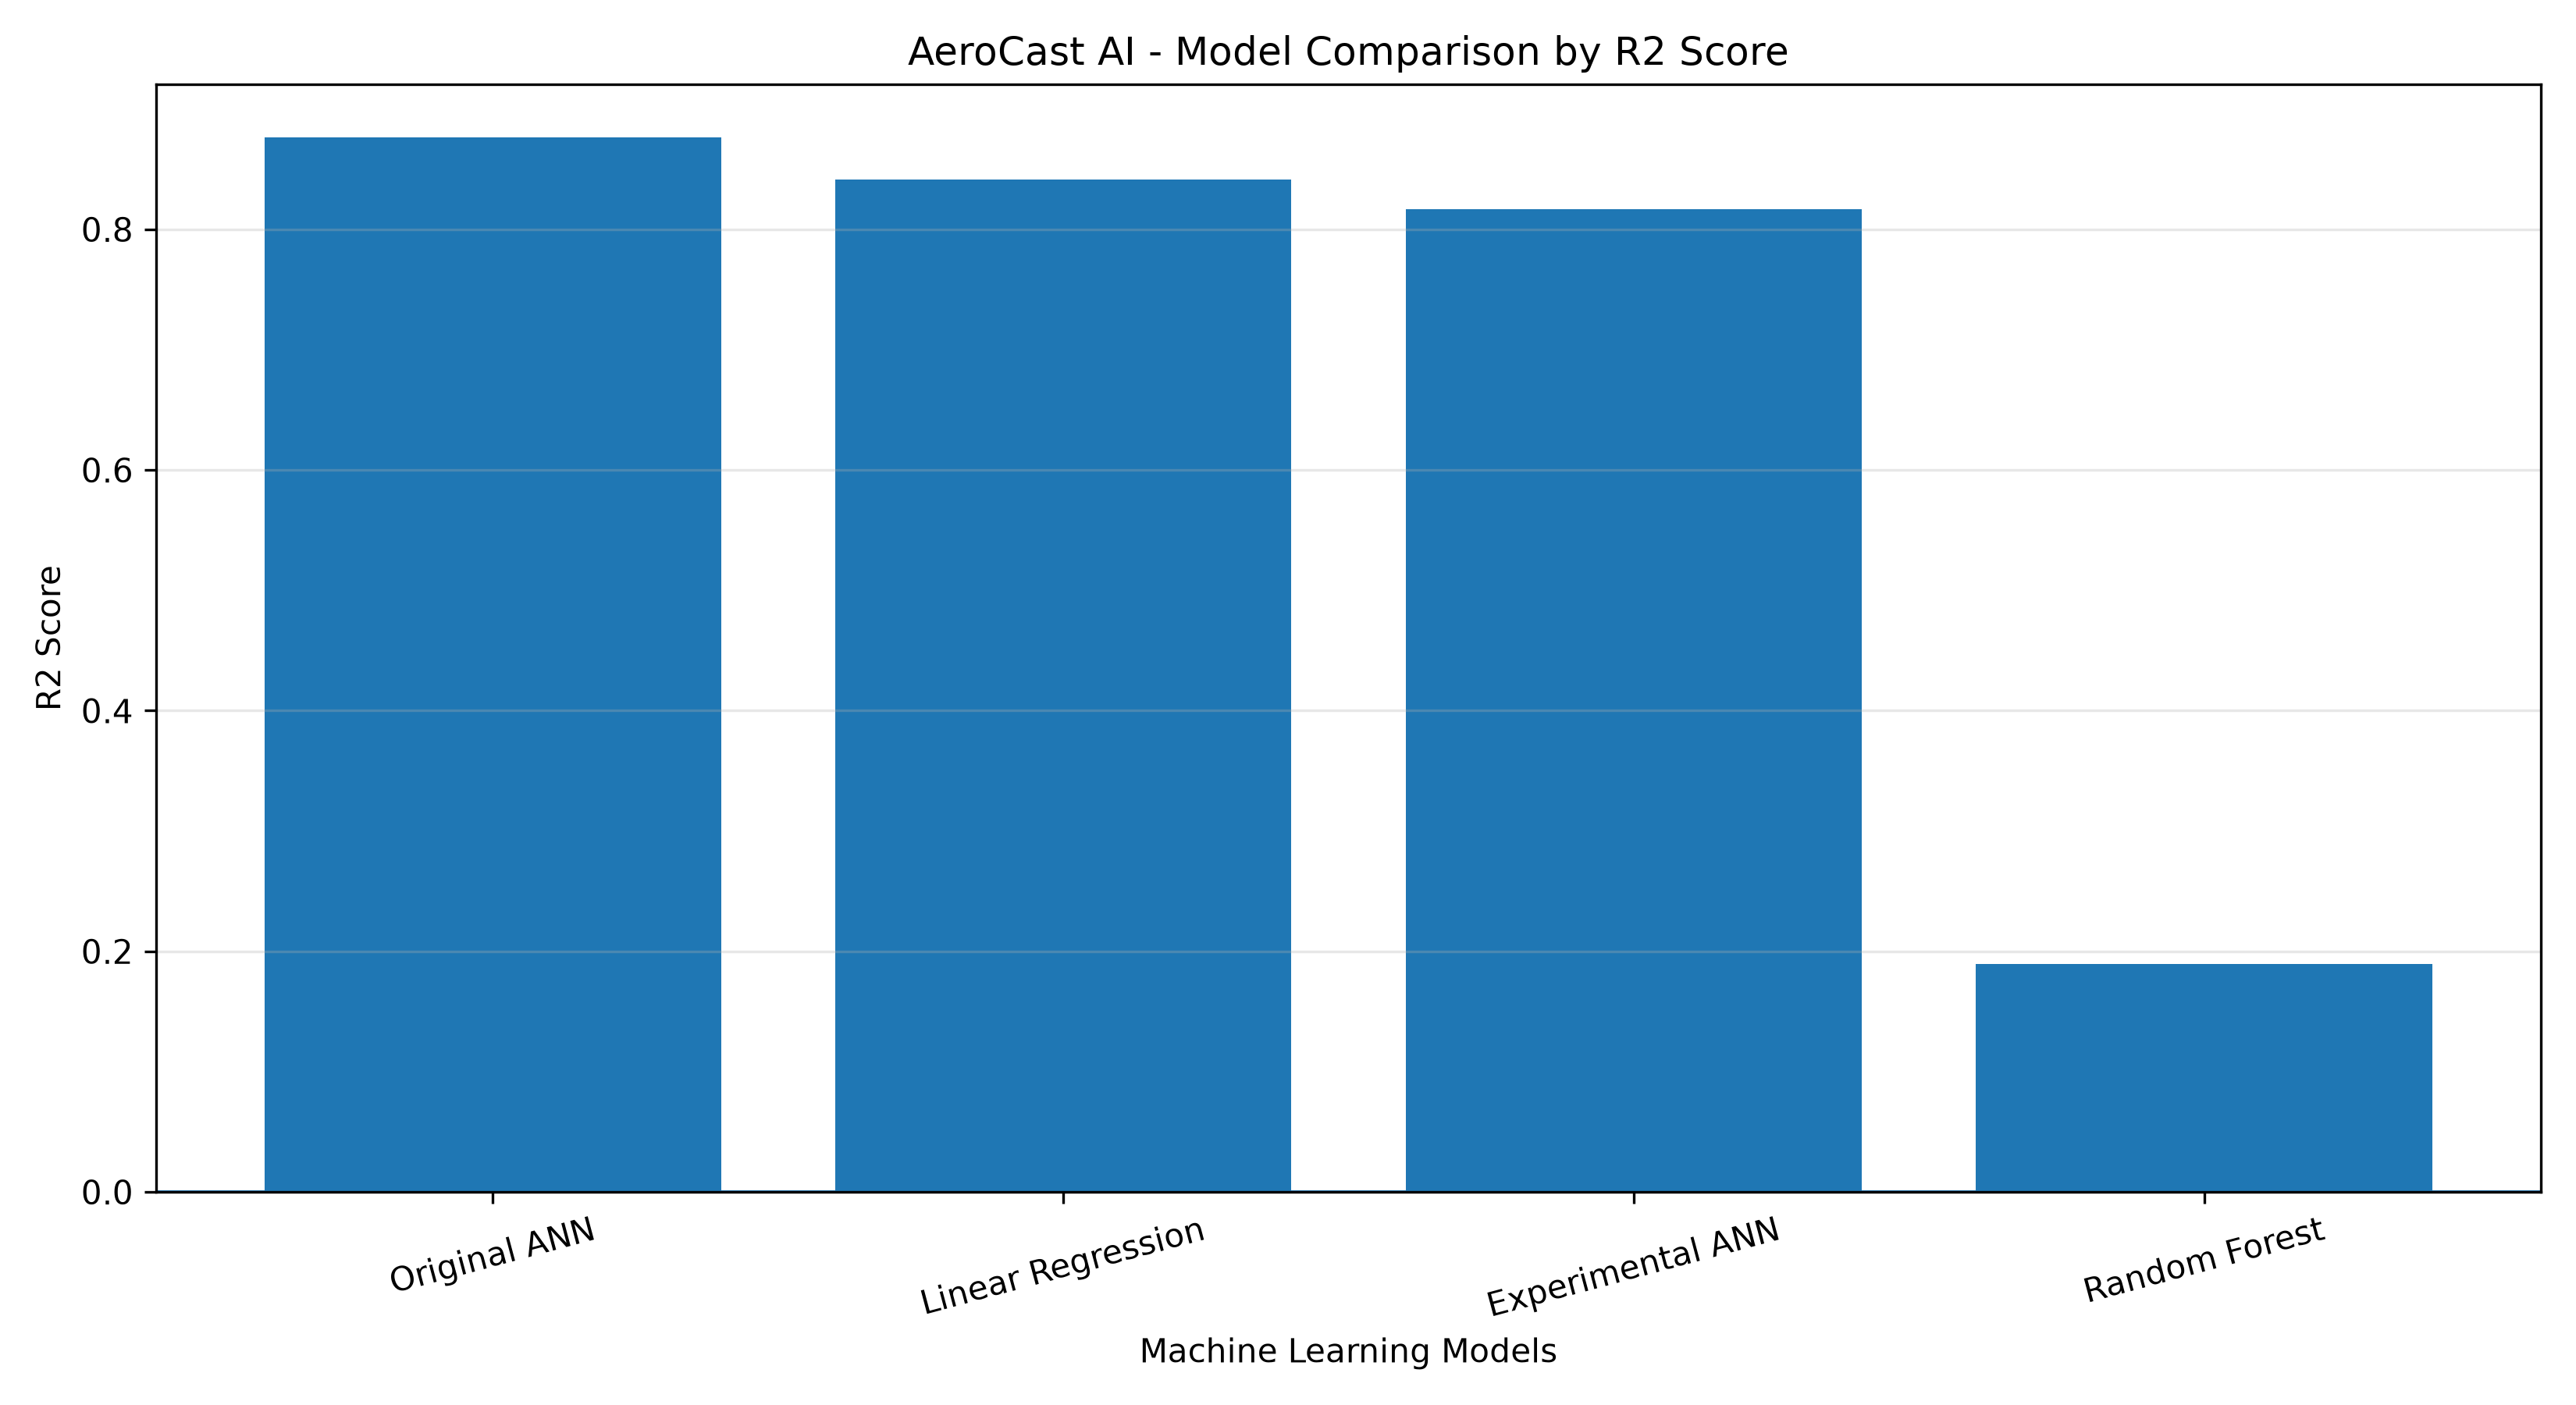 AeroCast AI - Model Comparison by R2 Score
R2 Score
0.8
0.6
0.4
0.2
0.0
Original ANN
Linear Regression
Experimental ANN
Random Forest
Machine Learning Models